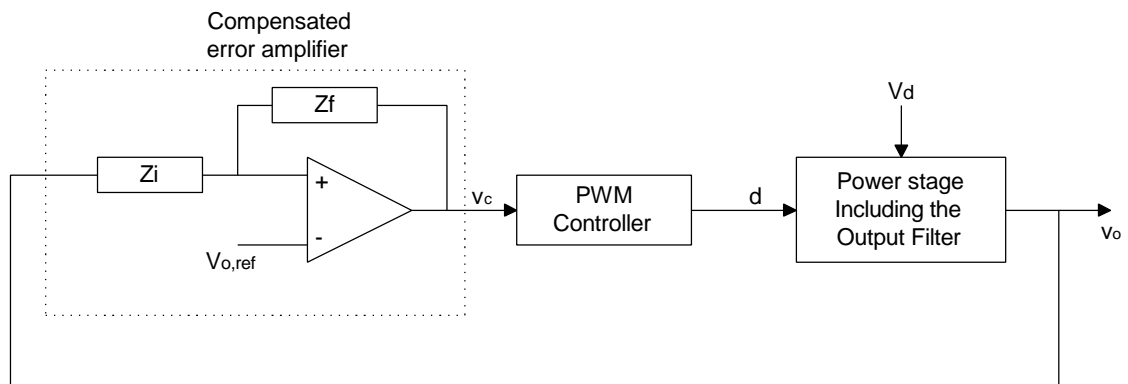 Compensated
error amplifier
Zf
Zi
+
-
Vo,ref
vc
PWM
Controller
d
Vd
Power stage
Including the
Output Filter
vo